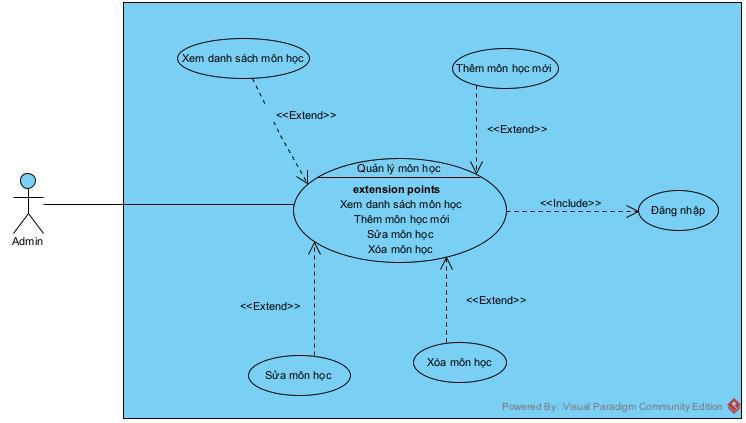 Xem danh sách môn học
Thêm môn học mới
<<Extend>>
<<Extend>>
Quản lý môn học
extension points
Xem danh sách môn học
Thêm môn học mới
Sửa môn học
Xóa môn học
<<Include>>
Đăng nhập
Admin
<<Extend>>
<<Extend>>
Sửa môn học
Xóa môn học
Powered By Visual Paradigm Community Edition